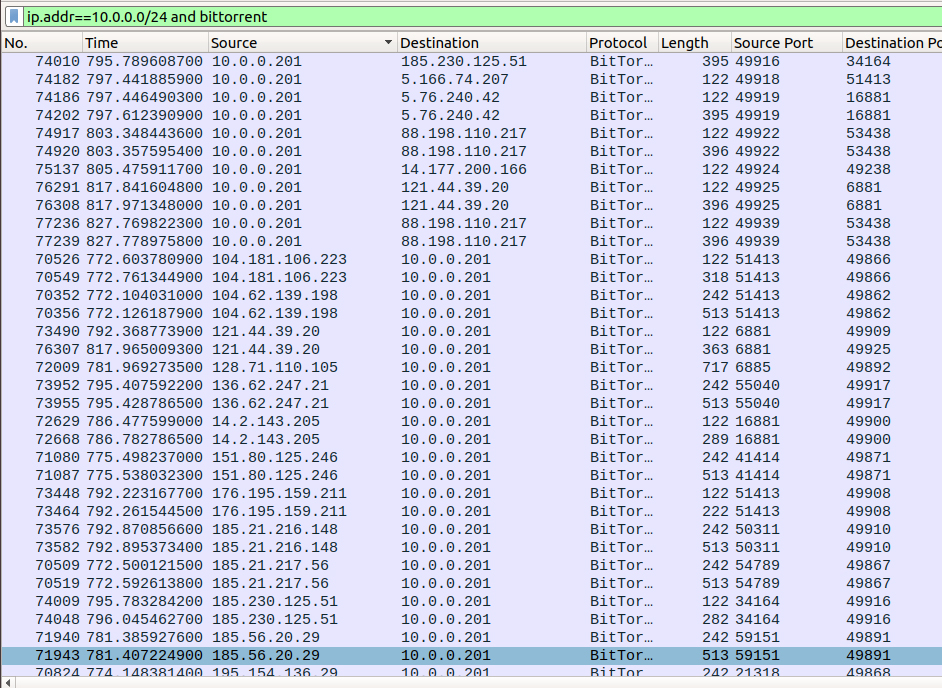 ip.addr==10.0.0.0/24 and bittorrent
No. Time Source Destination Protocol Length Source Port Destination Po
74010 795.789608700 10.0.0.201 185.230.125.51 BitTor… 395 49916 34164
74182 797.441885900 10.0.0.201 5.166.74.207 BitTor… 122 49918 51413
74186 797.446490300 10.0.0.201 5.76.240.42 BitTor… 122 49919 16881
74202 797.612390900 10.0.0.201 5.76.240.42 BitTor… 395 49919 16881
74917 803.348443600 10.0.0.201 88.198.110.217 BitTor… 122 49922 53438
74920 803.357595400 10.0.0.201 88.198.110.217 BitTor… 396 49922 53438
75137 805.475911700 10.0.0.201 14.177.200.166 BitTor… 122 49924 49238
76291 817.841604800 10.0.0.201 121.44.39.20 BitTor… 122 49925 6881
76308 817.971348000 10.0.0.201 121.44.39.20 BitTor… 396 49925 6881
77236 827.769822300 10.0.0.201 88.198.110.217 BitTor… 122 49939 53438
77239 827.778975800 10.0.0.201 88.198.110.217 BitTor… 396 49939 53438
70526 772.603780900 104.181.106.223 10.0.0.201 BitTor… 122 51413 49866
70549 772.761344900 104.181.106.223 10.0.0.201 BitTor… 318 51413 49866
70352 772.104031000 104.62.139.198 10.0.0.201 BitTor… 242 51413 49862
70356 772.126187900 104.62.139.198 10.0.0.201 BitTor… 513 51413 49862
73490 792.368773900 121.44.39.20 10.0.0.201 BitTor… 122 6881 49909
76307 817.965009300 121.44.39.20 10.0.0.201 BitTor… 363 6881 49925
72009 781.969273500 128.71.110.105 10.0.0.201 BitTor… 717 6885 49892
73952 795.407592200 136.62.247.21 10.0.0.201 BitTor… 242 55040 49917
73955 795.428786500 136.62.247.21 10.0.0.201 BitTor… 513 55040 49917
72629 786.477599000 14.2.143.205 10.0.0.201 BitTor… 122 16881 49900
72668 786.782786500 14.2.143.205 10.0.0.201 BitTor… 289 16881 49900
71080 775.498237000 151.80.125.246 10.0.0.201 BitTor… 242 41414 49871
71087 775.538032300 151.80.125.246 10.0.0.201 BitTor… 513 41414 49871
73448 792.223167700 176.195.159.211 10.0.0.201 BitTor… 122 51413 49908
73464 792.261544500 176.195.159.211 10.0.0.201 BitTor… 222 51413 49908
73576 792.870856600 185.21.216.148 10.0.0.201 BitTor… 242 50311 49910
73582 792.895373400 185.21.216.148 10.0.0.201 BitTor… 513 50311 49910
70509 772.500121500 185.21.217.56 10.0.0.201 BitTor… 242 54789 49867
70519 772.592613800 185.21.217.56 10.0.0.201 BitTor… 513 54789 49867
74009 795.783284200 185.230.125.51 10.0.0.201 BitTor… 122 34164 49916
74048 796.045462700 185.230.125.51 10.0.0.201 BitTor… 282 34164 49916
71940 781.385927600 185.56.20.29 10.0.0.201 BitTor… 242 59151 49891
71943 781.407224900 185.56.20.29 10.0.0.201 BitTor… 513 59151 49891
70824 774.148381400 195.154.136.29 10.0.0.201 BitTor… 242 21318 49868